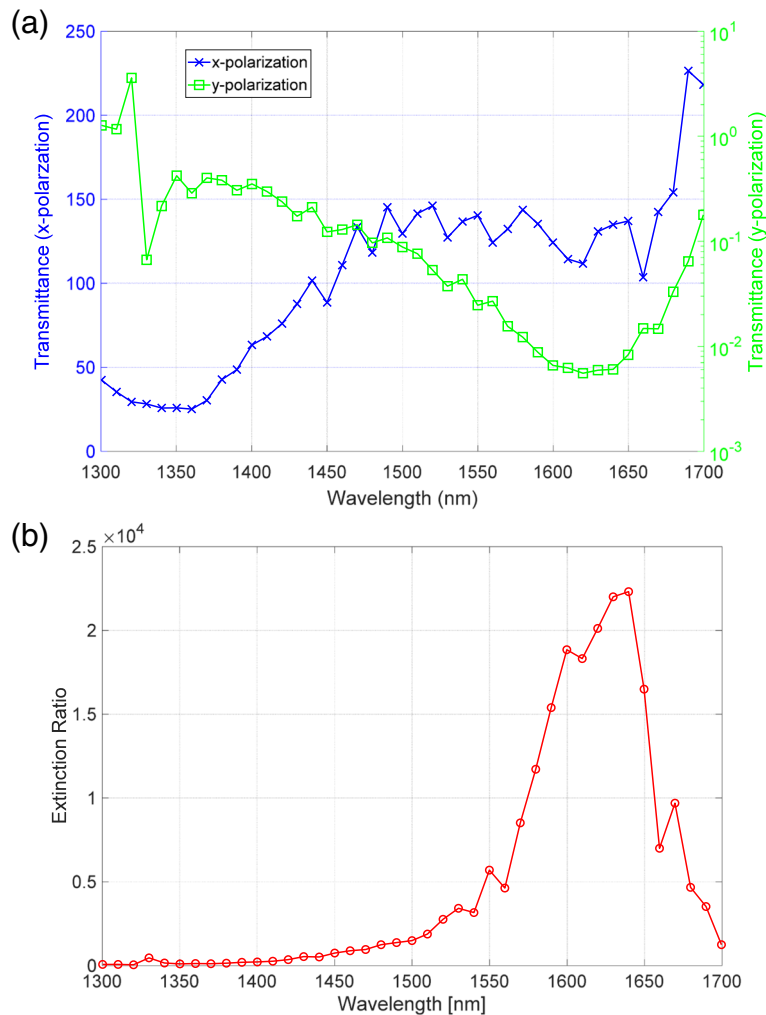 (a)
250
200
150
100
50
0
Transmittance (x-polarzation)
x-polarization
y-polarization
10^1
10^0
10^-1
10^-2
10^-3
Transmittance (y-polarization)
1300 1350 1400 1450 1500 1550 1600 1650 1700
Wavelength (nm)
(b)
×10^4
2.5
2
1.5
1
0.5
0
Extinction Ratio
1300 1350 1400 1450 1500 1550 1600 1650 1700
Wavelength [nm]